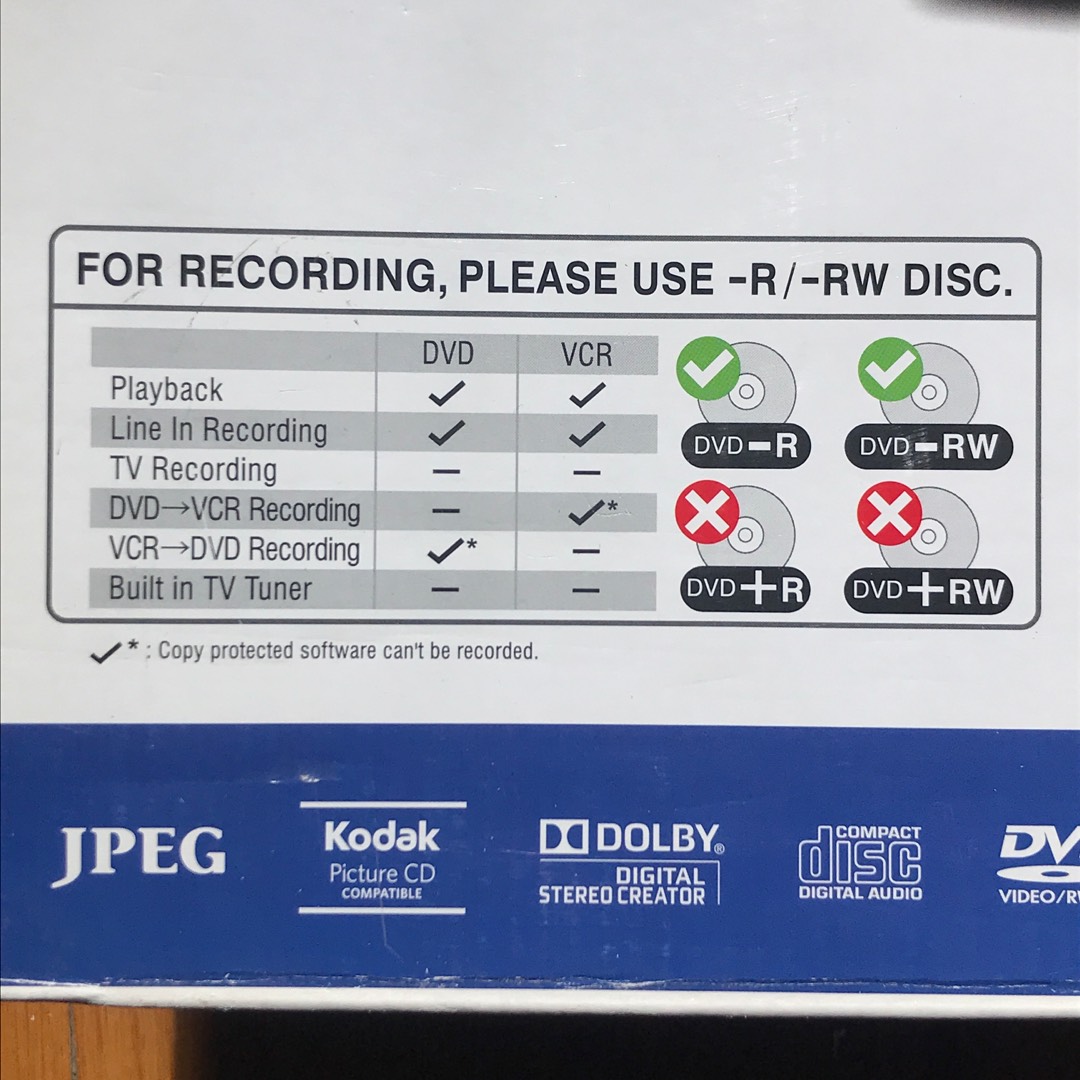 FOR RECORDING, PLEASE USE -R/-RW DISC.
DVD VCR
Playback ✓ ✓
Line In Recording ✓ ✓
TV Recording – –
DVD→VCR Recording – ✓*
VCR→DVD Recording ✓* –
Built in TV Tuner – –
DVD-R DVD-RW
DVD+R DVD+RW
✓* : Copy protected software can't be recorded.
JPEG
Kodak
Picture CD
COMPATIBLE
DOLBY®
DIGITAL
STEREO CREATOR
COMPACT
disc
DIGITAL AUDIO
VIDEO/